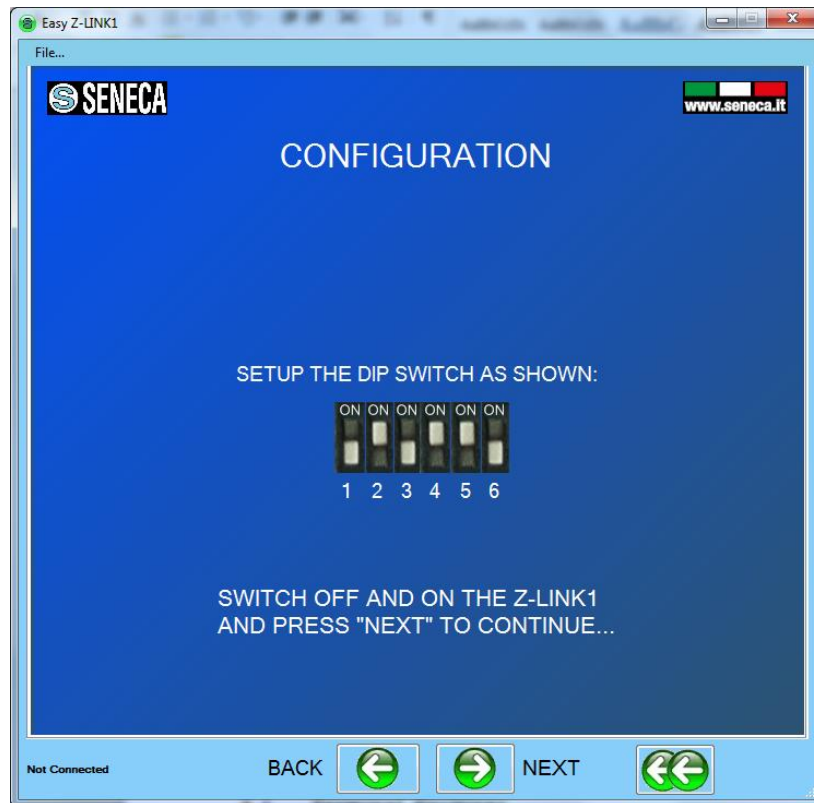 Easy Z-LINK1
File...
SENECA
www.seneca.it
CONFIGURATION
SETUP THE DIP SWITCH AS SHOWN:
ON ON ON ON ON ON
1 2 3 4 5 6
SWITCH OFF AND ON THE Z-LINK1
AND PRESS "NEXT" TO CONTINUE...
Not Connected
BACK
NEXT